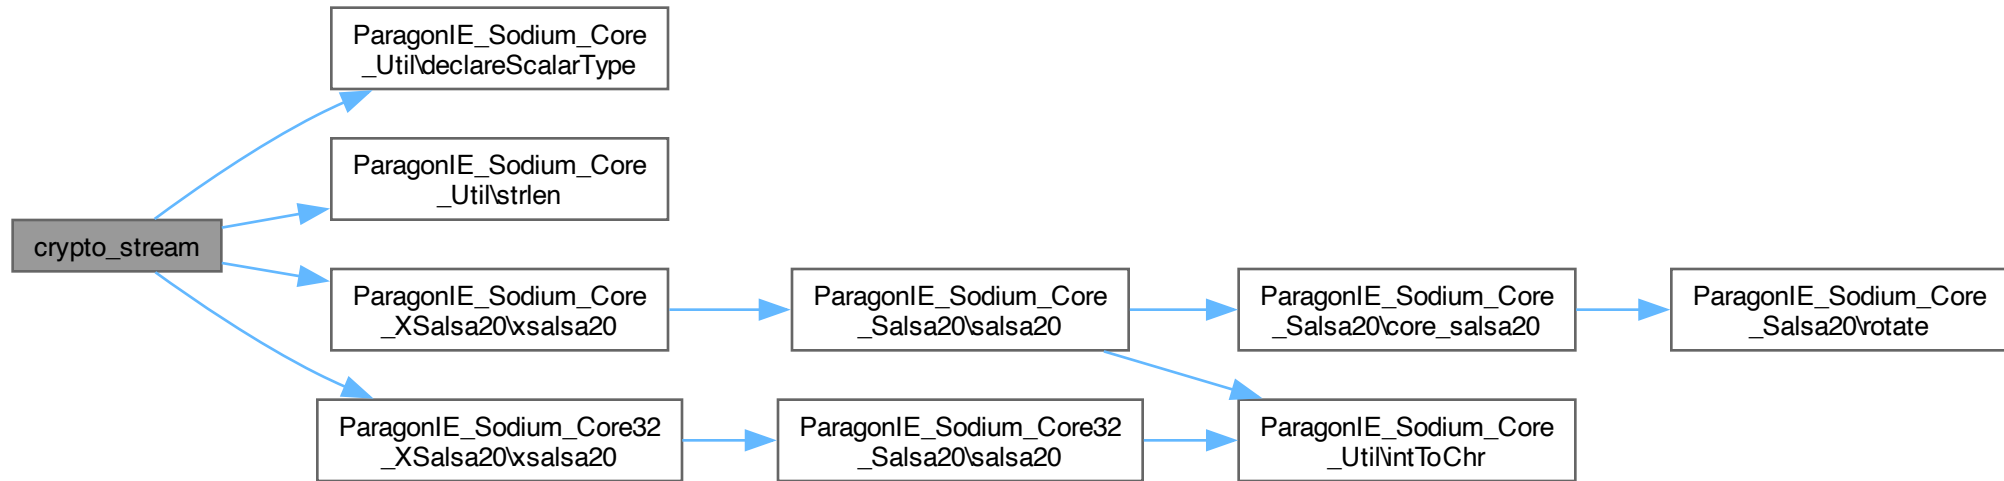 ParagonIE_Sodium_Core
_Util\declareScalarType
ParagonIE_Sodium_Core
_Util\strlen
crypto_stream
ParagonIE_Sodium_Core
_XSalsa20\xsalsa20
ParagonIE_Sodium_Core
_Salsa20\salsa20
ParagonIE_Sodium_Core
_Salsa20\core_salsa20
ParagonIE_Sodium_Core
_Salsa20\rotate
ParagonIE_Sodium_Core32
_XSalsa20\xsalsa20
ParagonIE_Sodium_Core32
_Salsa20\salsa20
ParagonIE_Sodium_Core
_Util\intToChr